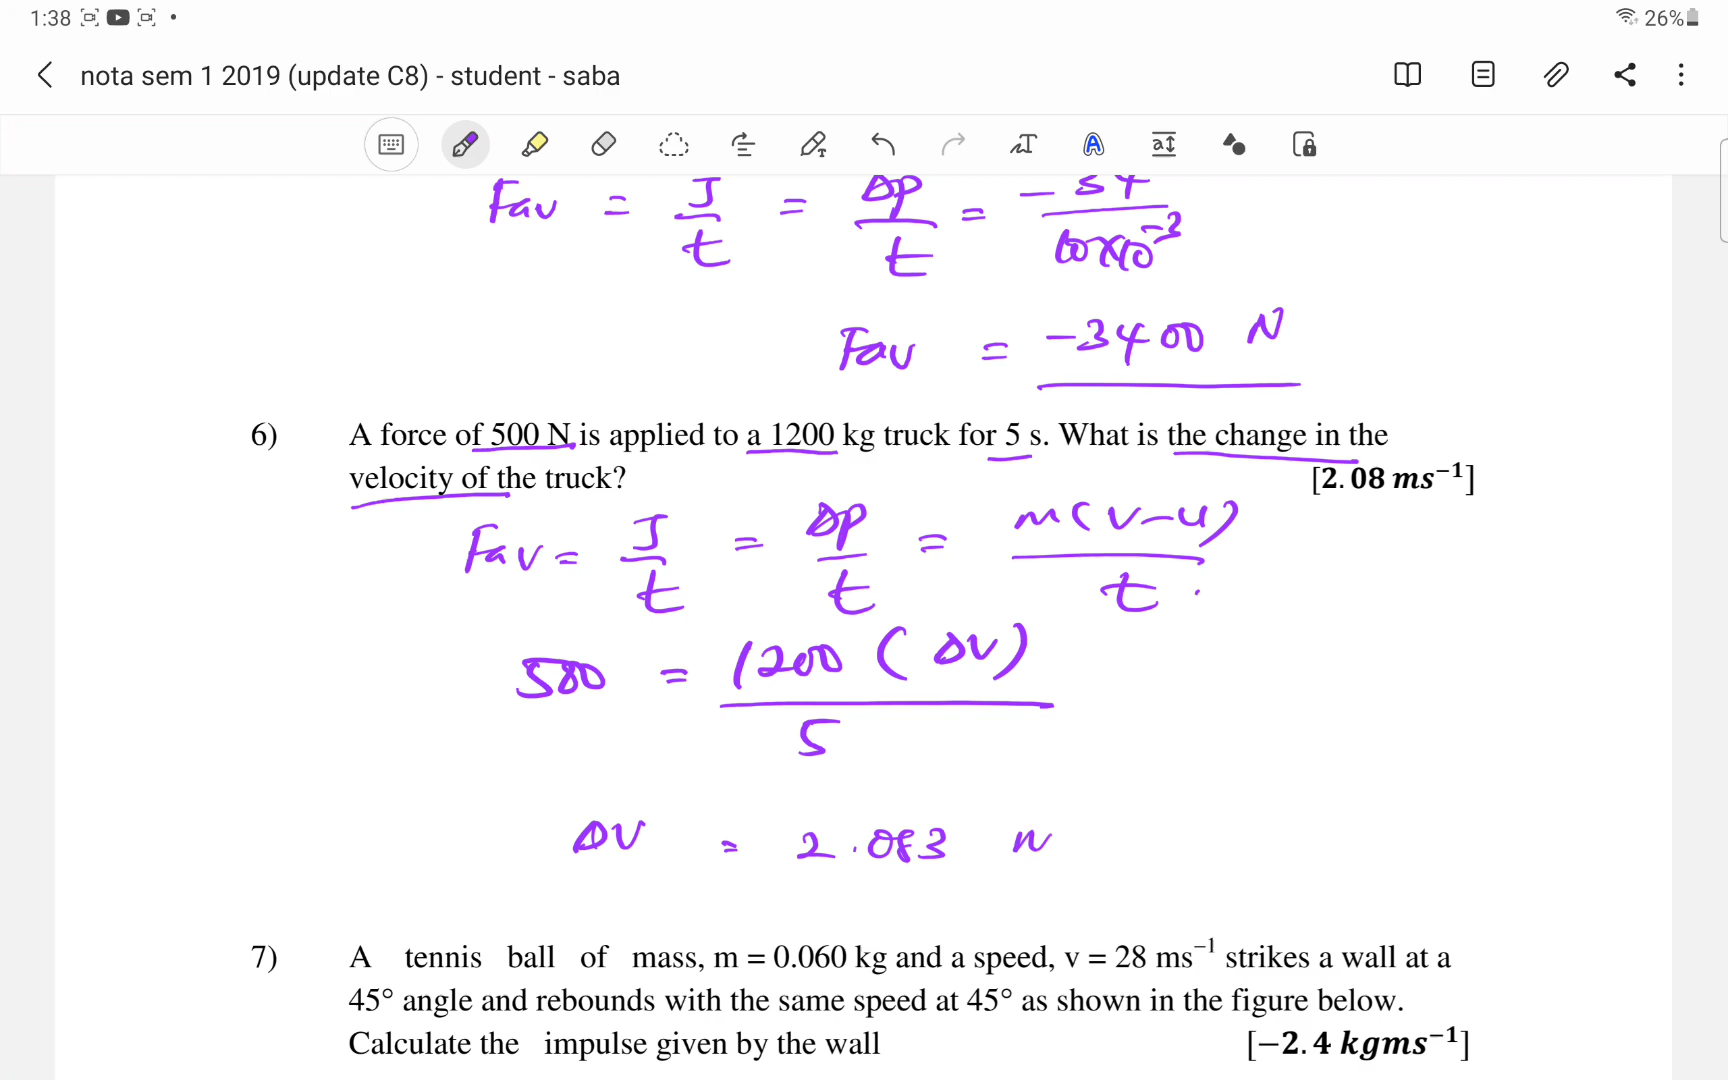 1:38 26%
nota sem 1 2019 (update C8) - student - saba
Fav = J/t = Δp/t = -34/10×10⁻³
Fav = -3400 N
6) A force of 500 N is applied to a 1200 kg truck for 5 s. What is the change in the
velocity of the truck? [2.08 ms⁻¹]
Fav = J/t = Δp/t = m(v-u)/t
500 = 1200 (Δv)/5
Δv = 2.083 N
7) A tennis ball of mass, m = 0.060 kg and a speed, v = 28 ms⁻¹ strikes a wall at a
45° angle and rebounds with the same speed at 45° as shown in the figure below.
Calculate the impulse given by the wall [−2.4 kgms⁻¹]